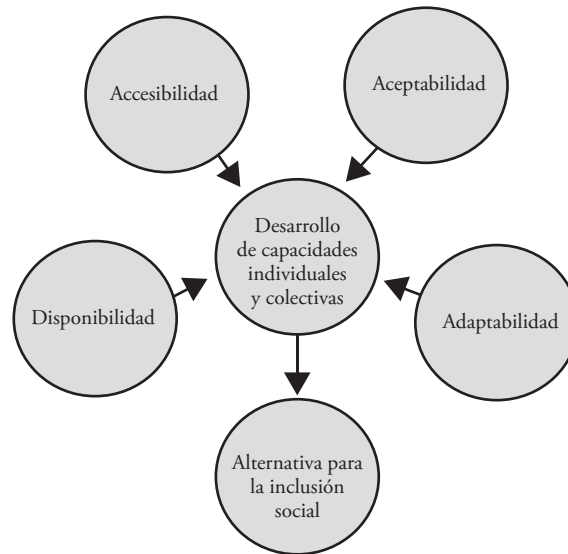 Accesibilidad
Aceptabilidad
Desarrollo
de capacidades
individuales
y colectivas
Disponibilidad
Adaptabilidad
Alternativa para
la inclusión
social